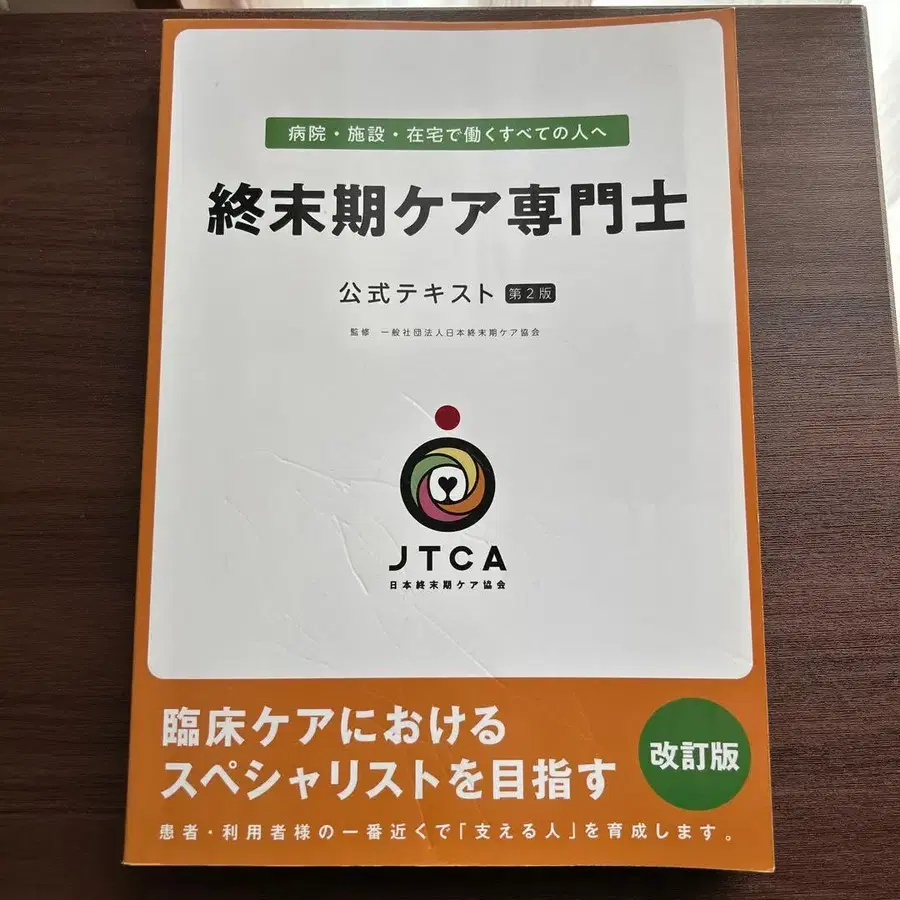 病院・施設・在宅で働くすべての人へ
終末期ケア専門士
公式テキスト 第2版
監修 一般社団法人日本終末期ケア協会
JTCA
日本終末期ケア協会
臨床ケアにおける
スペシャリストを目指す
改訂版
患者・利用者様の一番近くで「支える人」を育成します。